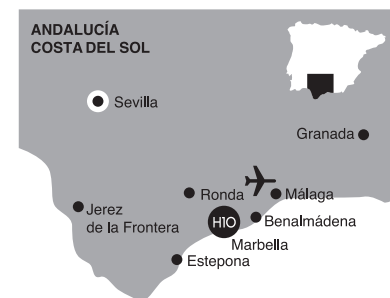 ANDALUCÍA
COSTA DEL SOL
Sevilla
Granada
Ronda
Málaga
Jerez
de la Frontera
H10
Benalmádena
Marbella
Estepona